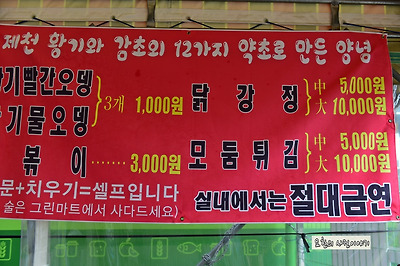 제천 황기와 감초외 12가지 약초로 만든 양념
기빨간오뎅
기물오뎅
3개 1,000원
볶이 ······· 3,000원
닭강정
中 5,000원
大 10,000원
모둠튀김
中 5,000원
大 10,000원
문+치우기=셀프입니다
술은 그린마트에서 사다드세요)
실내에서는 절대금연